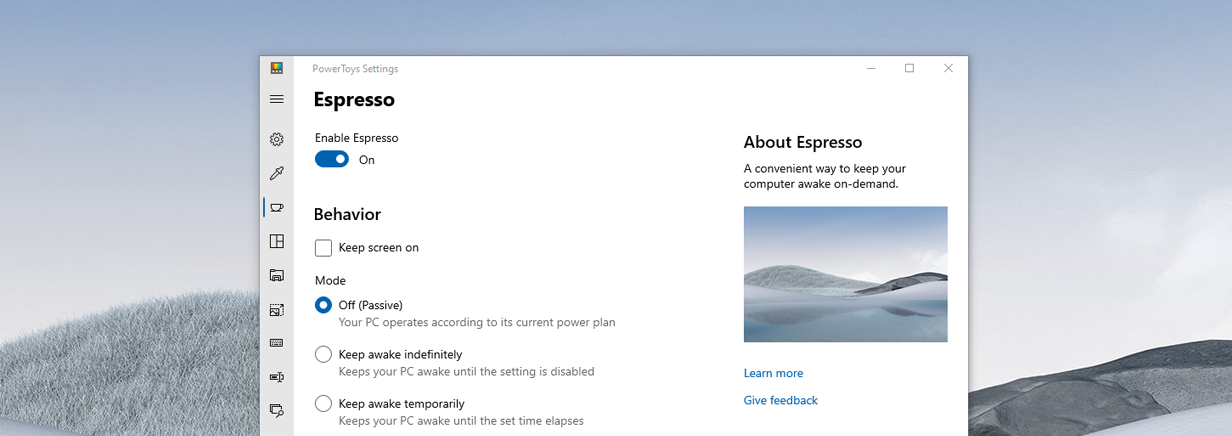 PowerToys Settings
Espresso
Enable Espresso
On
Behavior
Keep screen on
Mode
Off (Passive)
Your PC operates according to its current power plan
Keep awake indefinitely
Keeps your PC awake until the setting is disabled
Keep awake temporarily
Keeps your PC awake until the set time elapses
About Espresso
A convenient way to keep your
computer awake on-demand.
Learn more
Give feedback